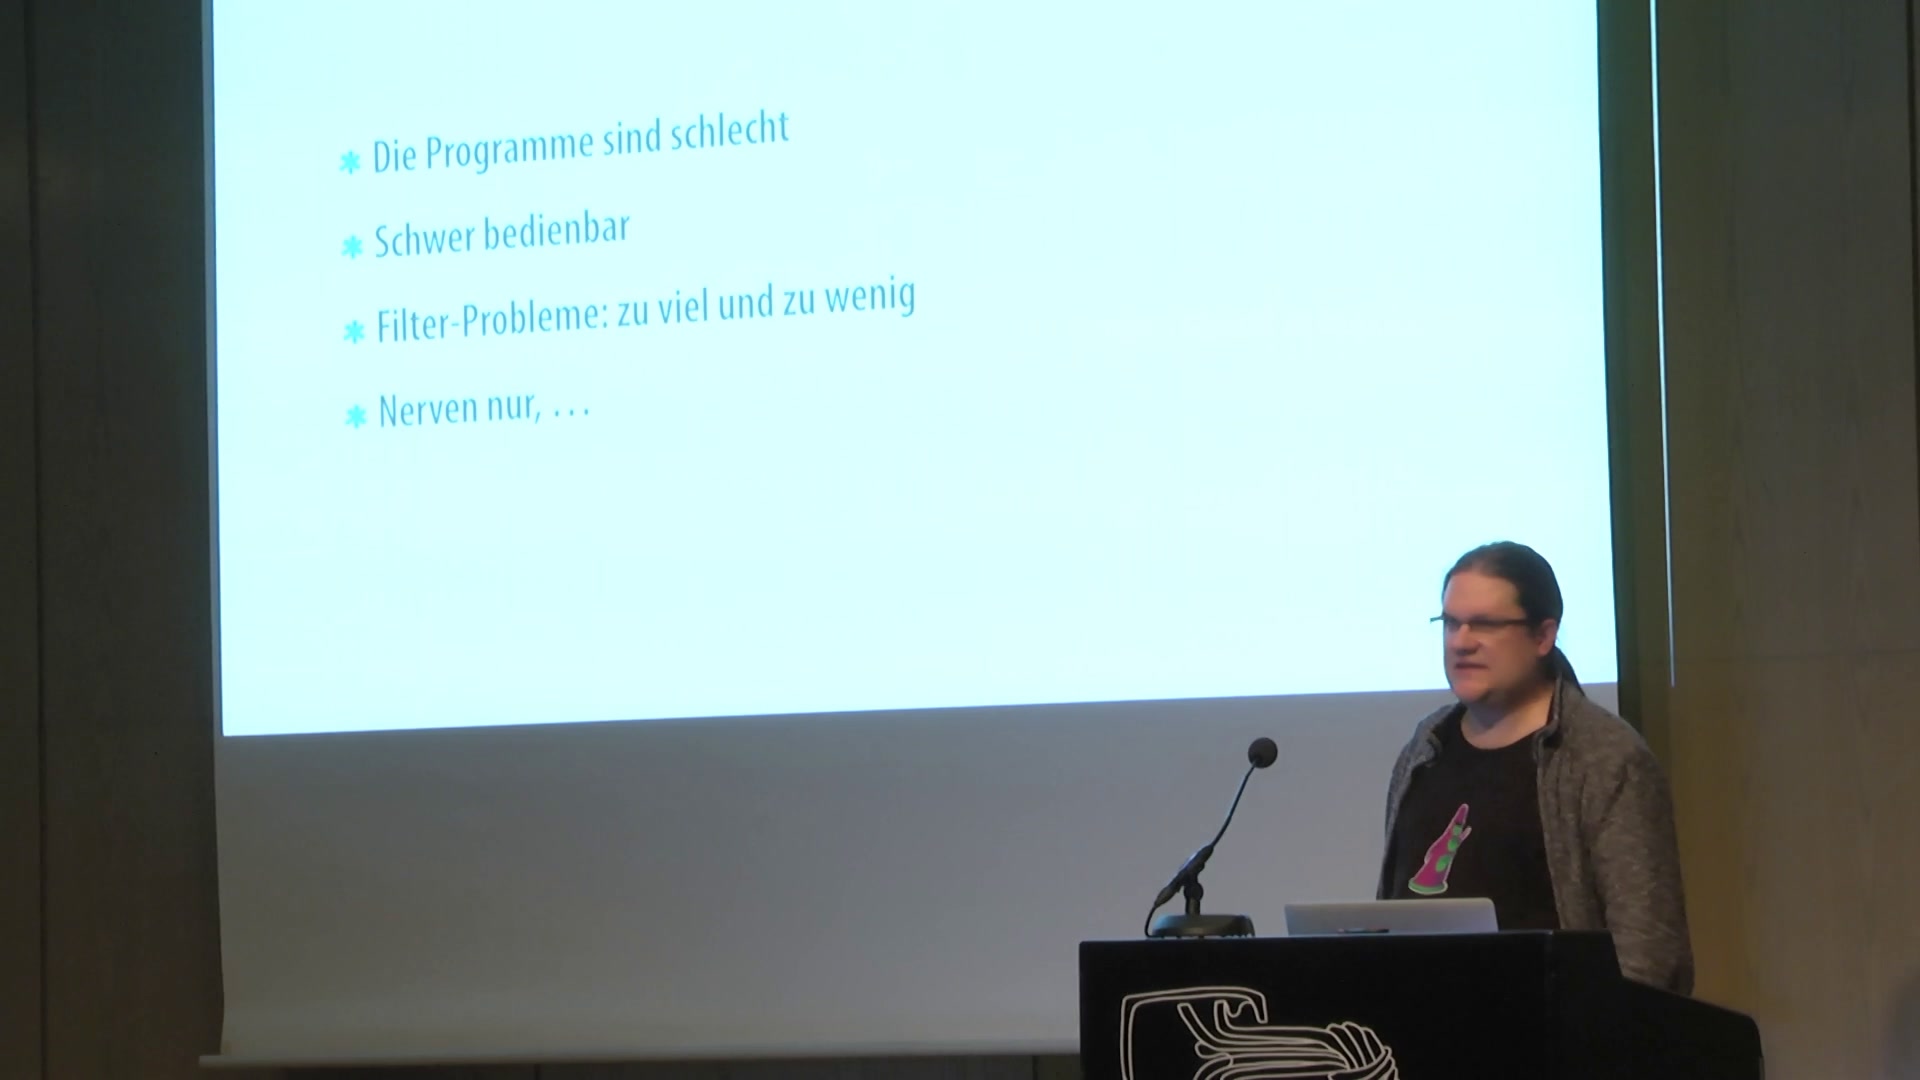 * Die Programme sind schlecht
* Schwer bedienbar
* Filter-Probleme: zu viel und zu wenig
* Nerven nur, …